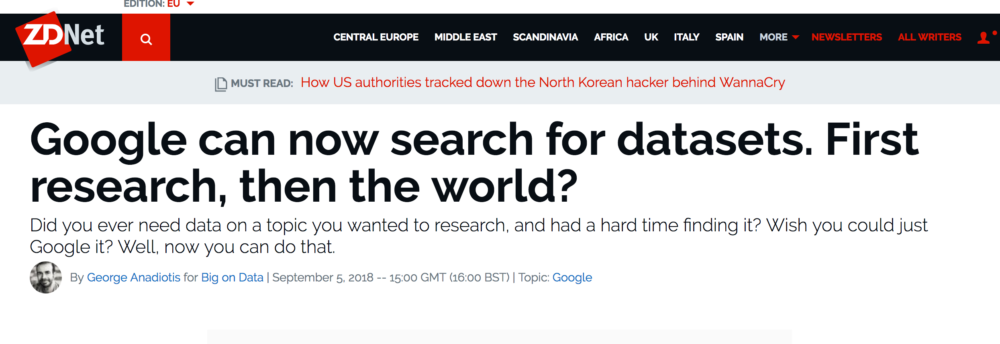 EDITION: EU
ZDNet
CENTRAL EUROPE MIDDLE EAST SCANDINAVIA AFRICA UK ITALY SPAIN MORE NEWSLETTERS ALL WRITERS
MUST READ: How US authorities tracked down the North Korean hacker behind WannaCry
Google can now search for datasets. First
research, then the world?
Did you ever need data on a topic you wanted to research, and had a hard time finding it? Wish you could just
Google it? Well, now you can do that.
By George Anadiotis for Big on Data | September 5, 2018 -- 15:00 GMT (16:00 BST) | Topic: Google